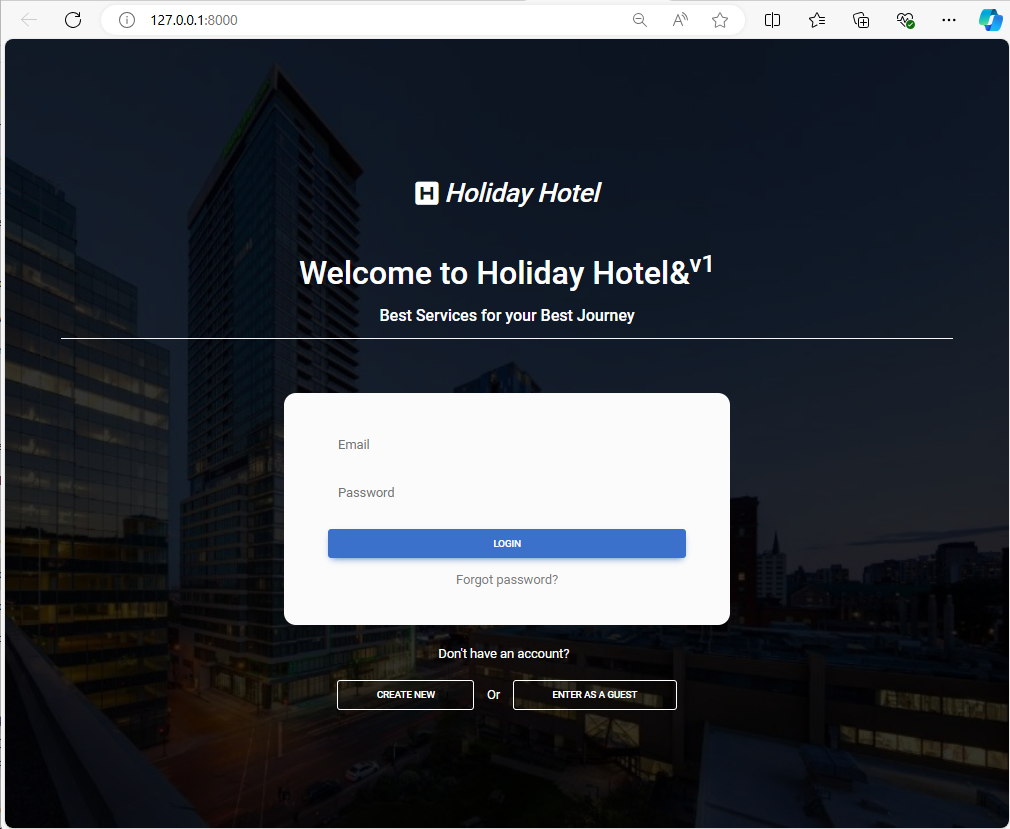 127.0.0.1:8000
H Holiday Hotel
Welcome to Holiday Hotel&v1
Best Services for your Best Journey
Email
Password
LOGIN
Forgot password?
Don't have an account?
CREATE NEW Or ENTER AS A GUEST